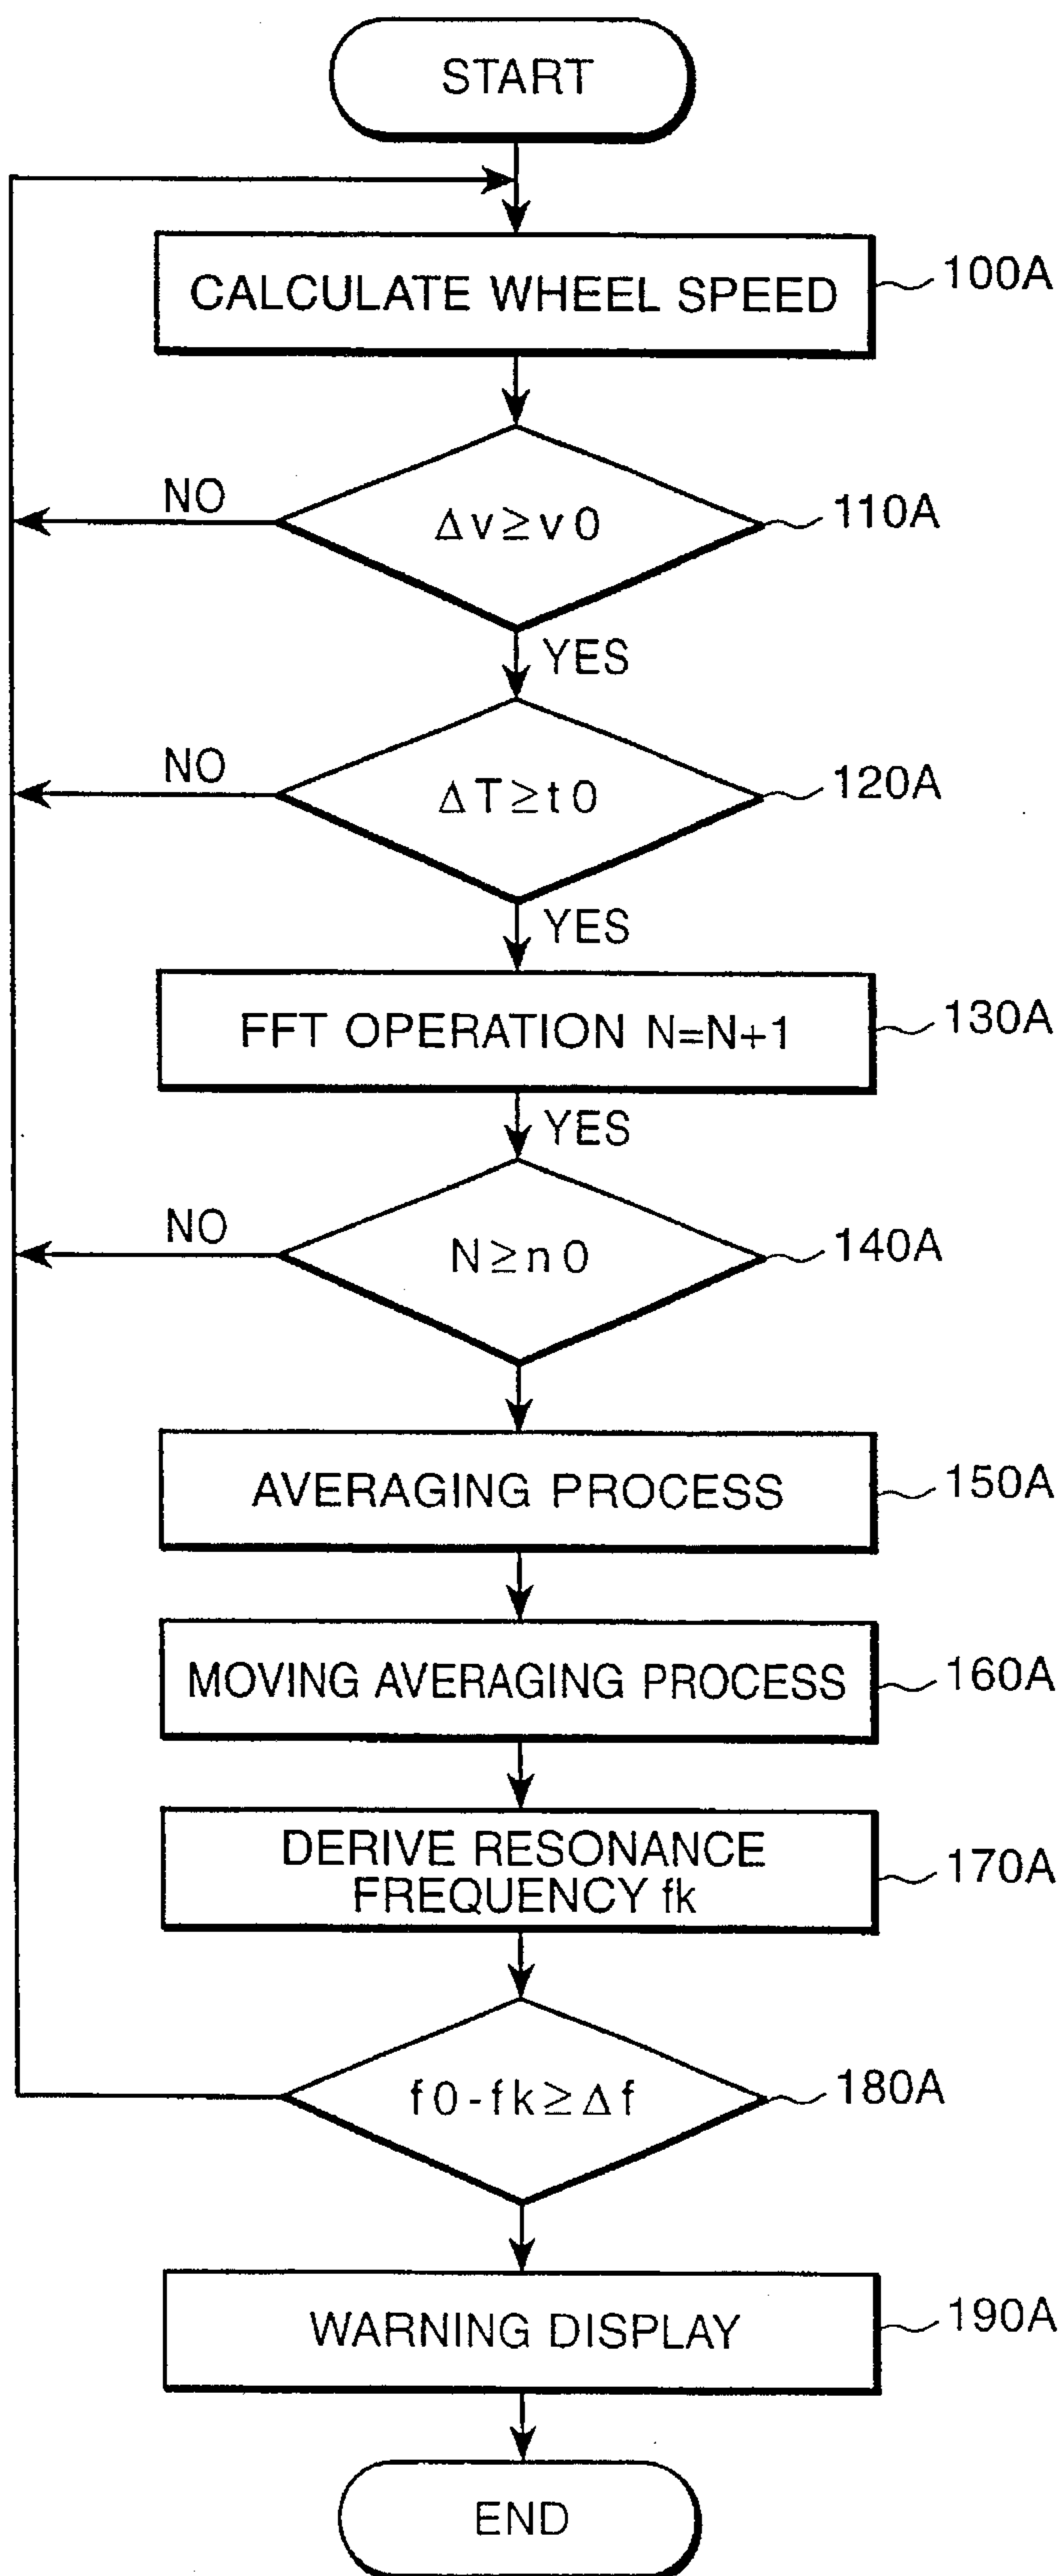 START
CALCULATE WHEEL SPEED
100A
NO
Δv≥v0
110A
YES
NO
ΔT≥t0
120A
YES
FFT OPERATION N=N+1
130A
YES
NO
N≥n0
140A
AVERAGING PROCESS
150A
MOVING AVERAGING PROCESS
160A
DERIVE RESONANCE
FREQUENCY fk
170A
f0-fk≥Δf
180A
WARNING DISPLAY
190A
END